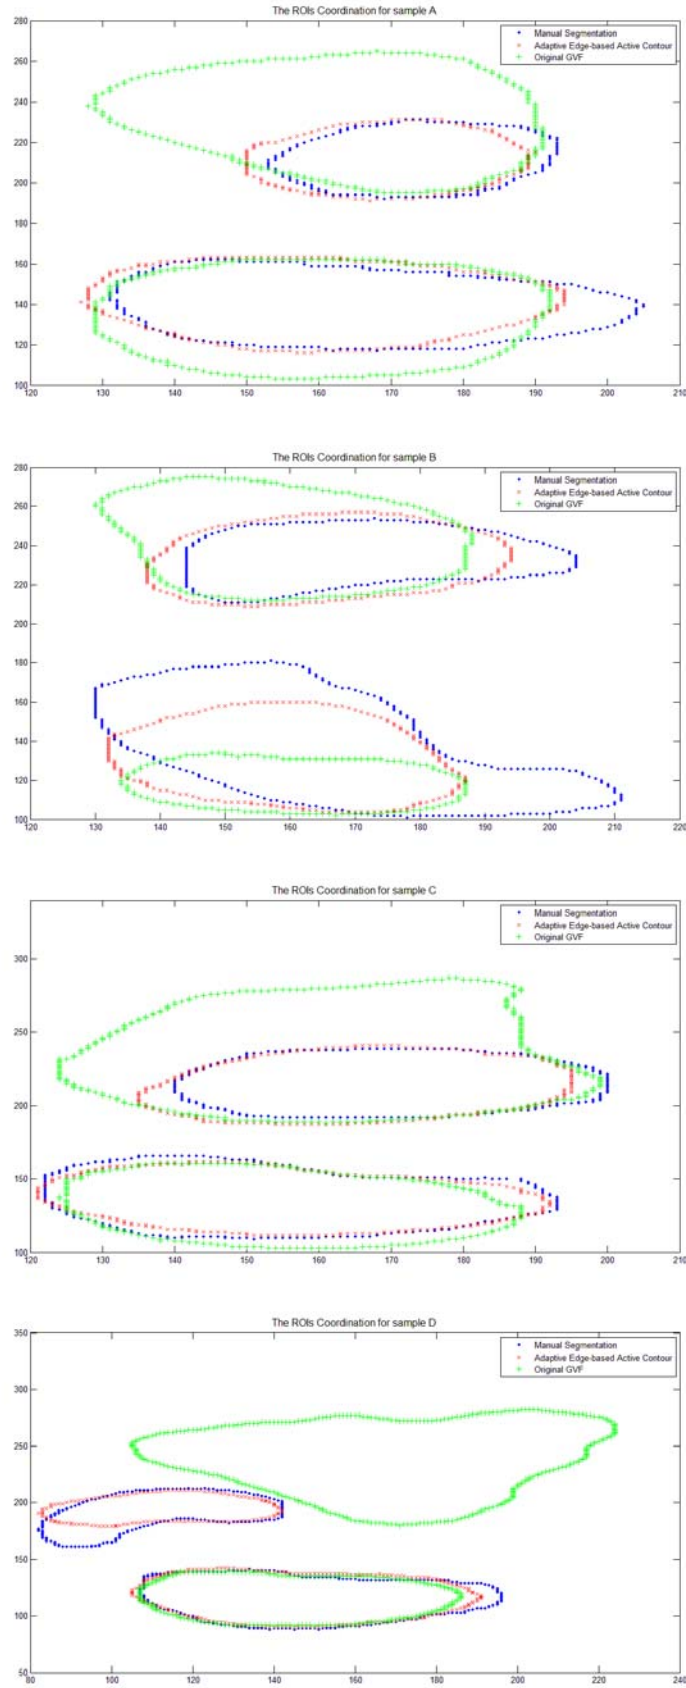 The ROIs Coordination for sample A
280
260
240
220
200
180
160
140
120
100
120 130 140 150 160 170 180 190 200 210
Manual Segmentation
Adaptive Edge-based Active Contour
Original GVF
The ROIs Coordination for sample B
280
260
240
220
200
180
160
140
120
100
120 130 140 150 160 170 180 190 200 210 220
Manual Segmentation
Adaptive Edge-based Active Contour
Original GVF
The ROIs Coordination for sample C
300
250
200
150
100
120 130 140 150 160 170 180 190 200 210
Manual Segmentation
Adaptive Edge-based Active Contour
Original GVF
The ROIs Coordination for sample D
350
300
250
200
150
100
50
80 100 120 140 160 180 200 220 240
Manual Segmentation
Adaptive Edge-based Active Contour
Original GVF